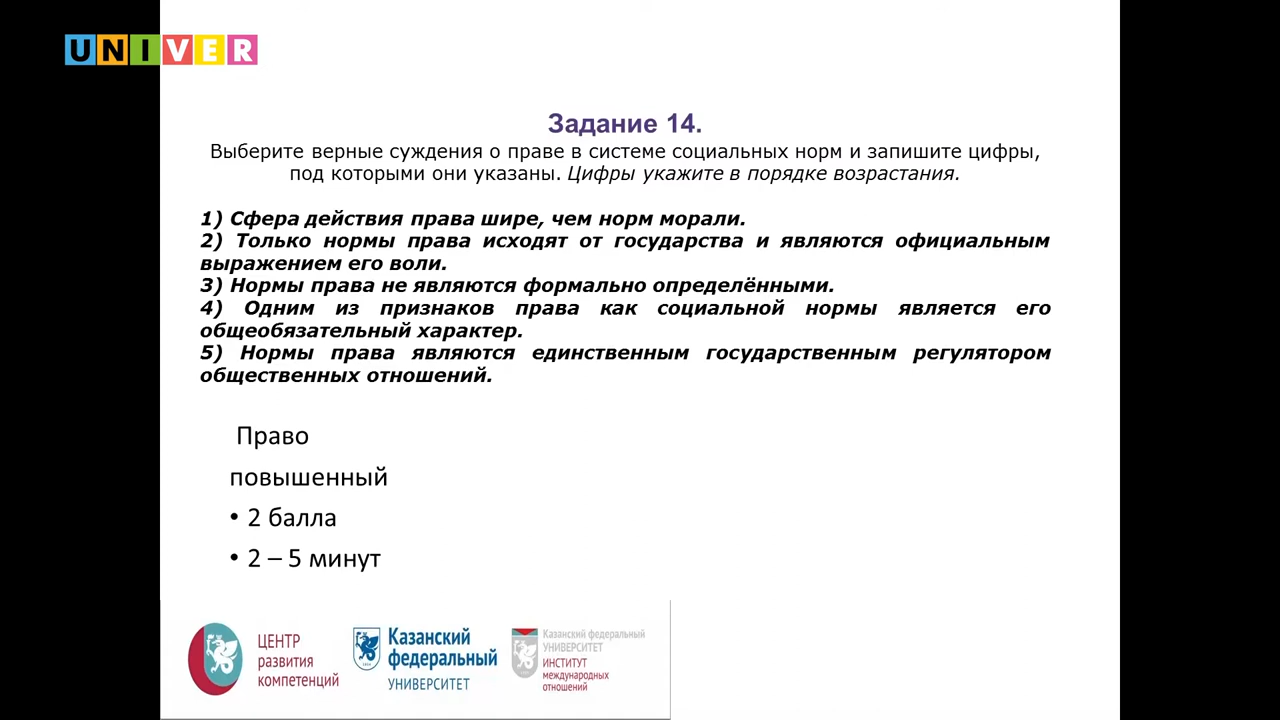 UNIVER
Задание 14.
Выберите верные суждения о праве в системе социальных норм и запишите цифры,
под которыми они указаны. Цифры укажите в порядке возрастания.
1) Сфера действия права шире, чем норм морали.
2) Только нормы права исходят от государства и являются официальным
выражением его воли.
3) Нормы права не являются формально определёнными.
4) Одним из признаков права как социальной нормы является его
общеобязательный характер.
5) Нормы права являются единственным государственным регулятором
общественных отношений.
Право
повышенный
• 2 балла
• 2 – 5 минут
ЦЕНТР
развития
компетенций
Казанский
федеральный
УНИВЕРСИТЕТ
Казанский федеральный
УНИВЕРСИТЕТ
ИНСТИТУТ
международных
отношений